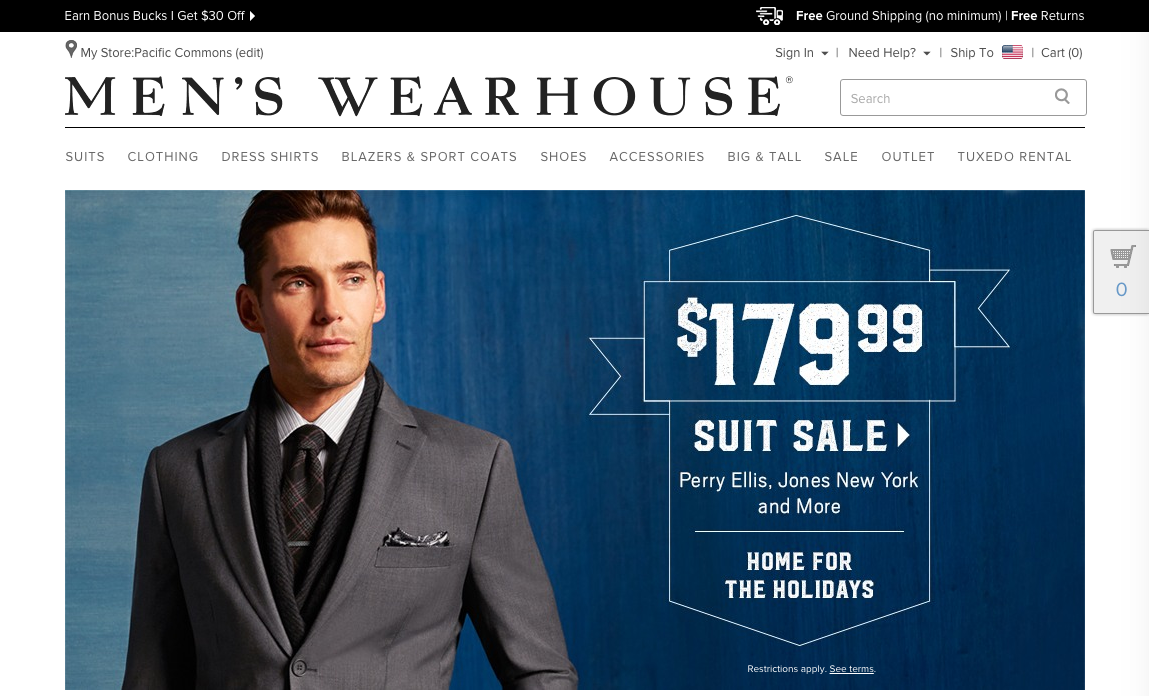 Earn Bonus Bucks I Get $30 Off
Free Ground Shipping (no minimum) | Free Returns
My Store:Pacific Commons (edit)
Sign In | Need Help? | Ship To | Cart (0)
MEN'S WEARHOUSE®
Search
SUITS CLOTHING DRESS SHIRTS BLAZERS & SPORT COATS SHOES ACCESSORIES BIG & TALL SALE OUTLET TUXEDO RENTAL
$179 99
0
SUIT SALE
Perry Ellis, Jones New York
and More
HOME FOR
THE HOLIDAYS
Restrictions apply. See terms.